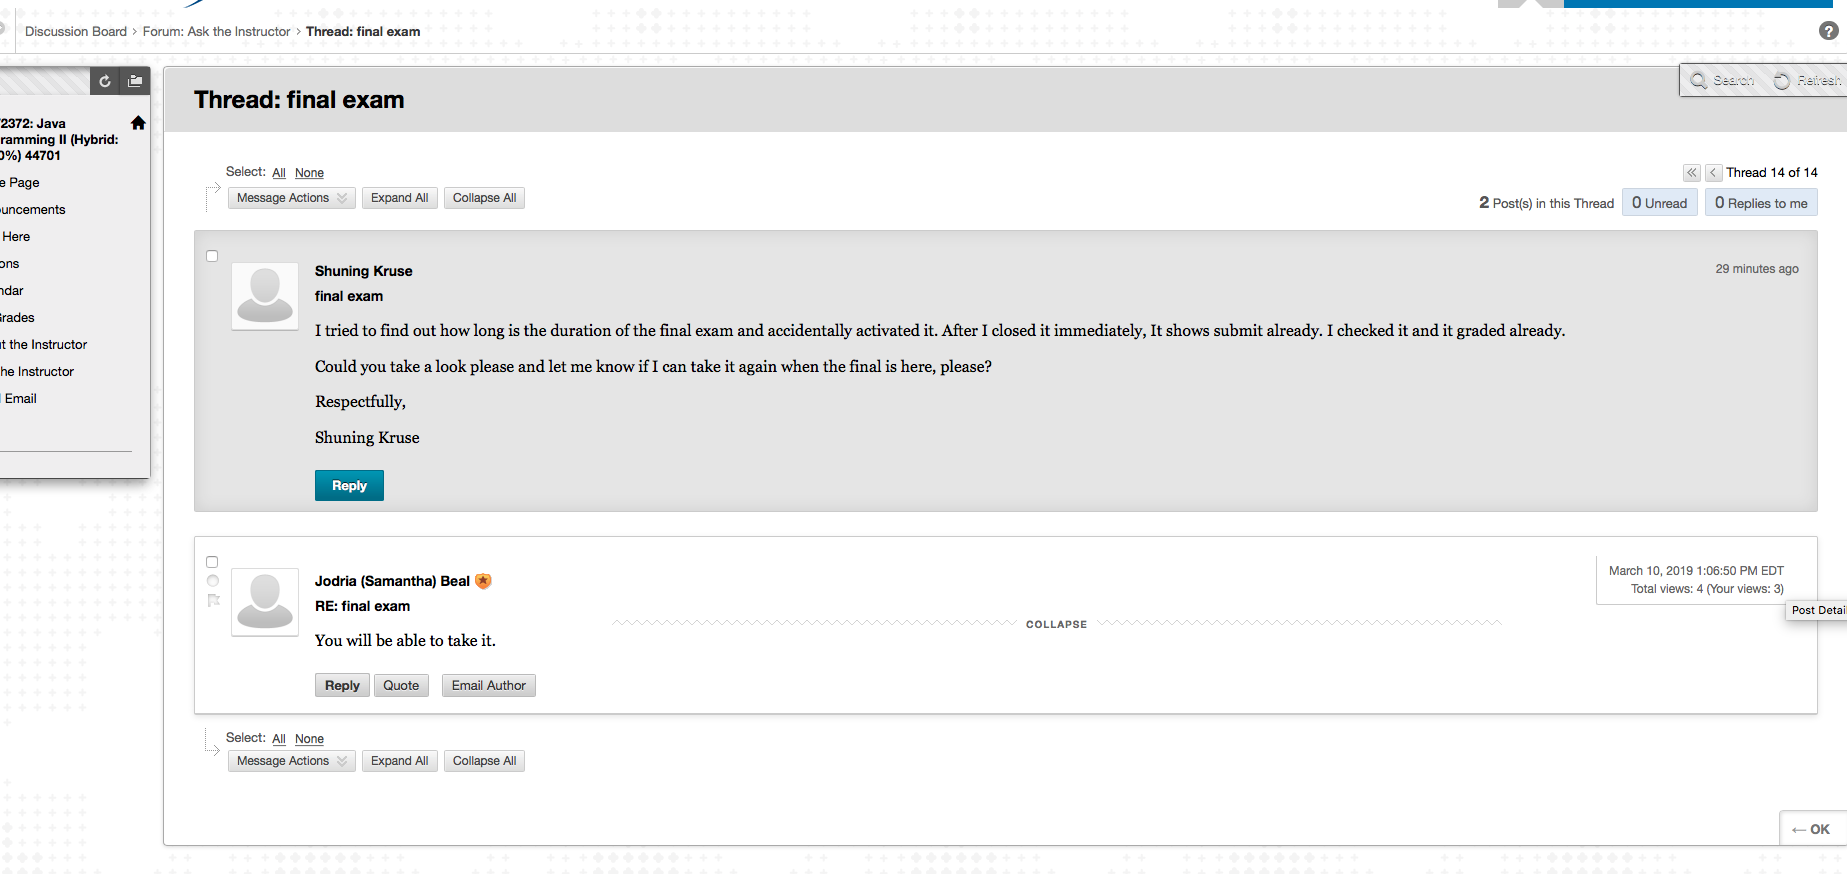 Discussion Board > Forum: Ask the Instructor > Thread: final exam
?
Search Refresh
2372: Java
ramming II (Hybrid:
0%) 44701
e Page
uncements
Here
ons
ndar
Grades
t the Instructor
he Instructor
Email
Thread: final exam
Select: All None
Message Actions Expand All Collapse All
Thread 14 of 14
2 Post(s) in this Thread 0 Unread 0 Replies to me
Shuning Kruse
29 minutes ago
final exam
I tried to find out how long is the duration of the final exam and accidentally activated it. After I closed it immediately, It shows submit already. I checked it and it graded already.
Could you take a look please and let me know if I can take it again when the final is here, please?
Respectfully,
Shuning Kruse
Reply
Jodria (Samantha) Beal
March 10, 2019 1:06:50 PM EDT
Total views: 4 (Your views: 3)
RE: final exam
Post Detai
COLLAPSE
You will be able to take it.
Reply Quote Email Author
Select: All None
Message Actions Expand All Collapse All
← OK